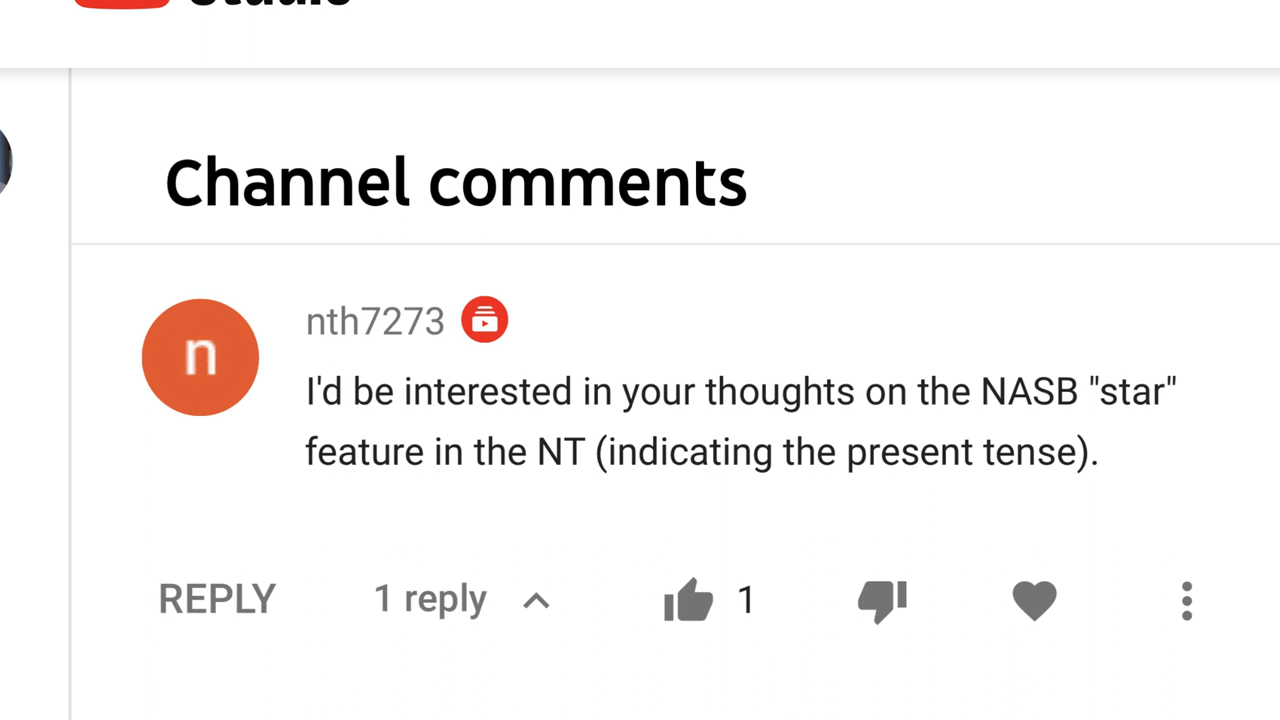 Channel comments
n
nth7273
I'd be interested in your thoughts on the NASB "star"
feature in the NT (indicating the present tense).
REPLY 1 reply 1